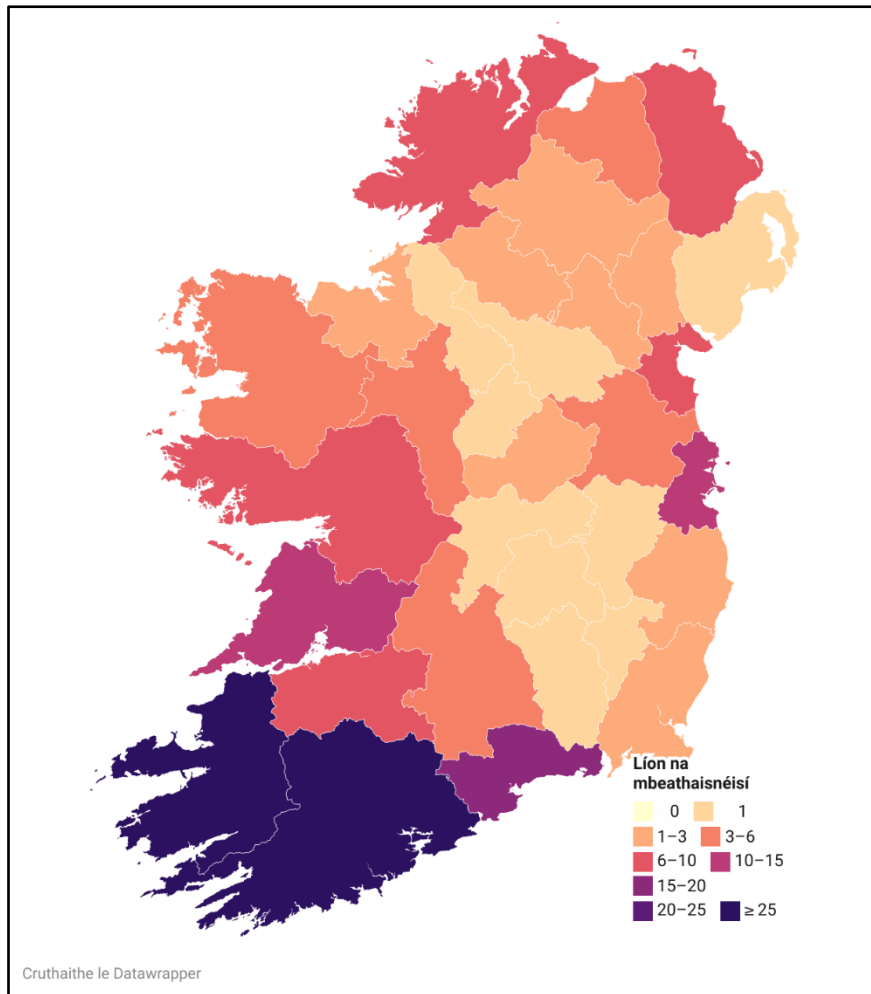 Líon na
mbeathaisnéisí
0 1
1–3 3–6
6–10 10–15
15–20
20–25 ≥ 25
Cruthaithe le Datawrapper